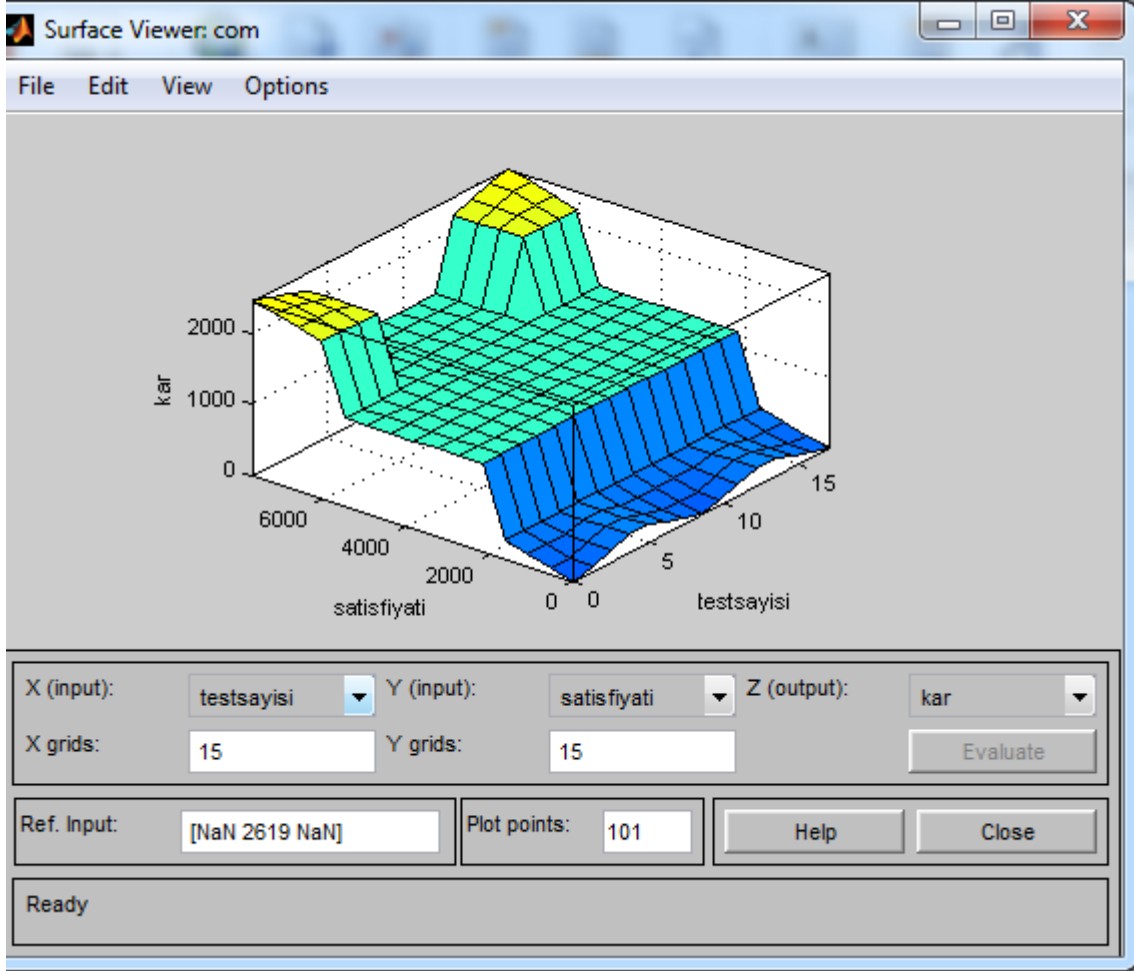 Surface Viewer: com
File Edit View Options
2000
1000
0
kar
6000
4000
2000
0
satisfiyati
0
5
10
15
testsayisi
X (input): testsayisi Y (input): satisfiyati Z (output): kar
X grids: 15 Y grids: 15 Evaluate
Ref. Input: [NaN 2619 NaN] Plot points: 101 Help Close
Ready